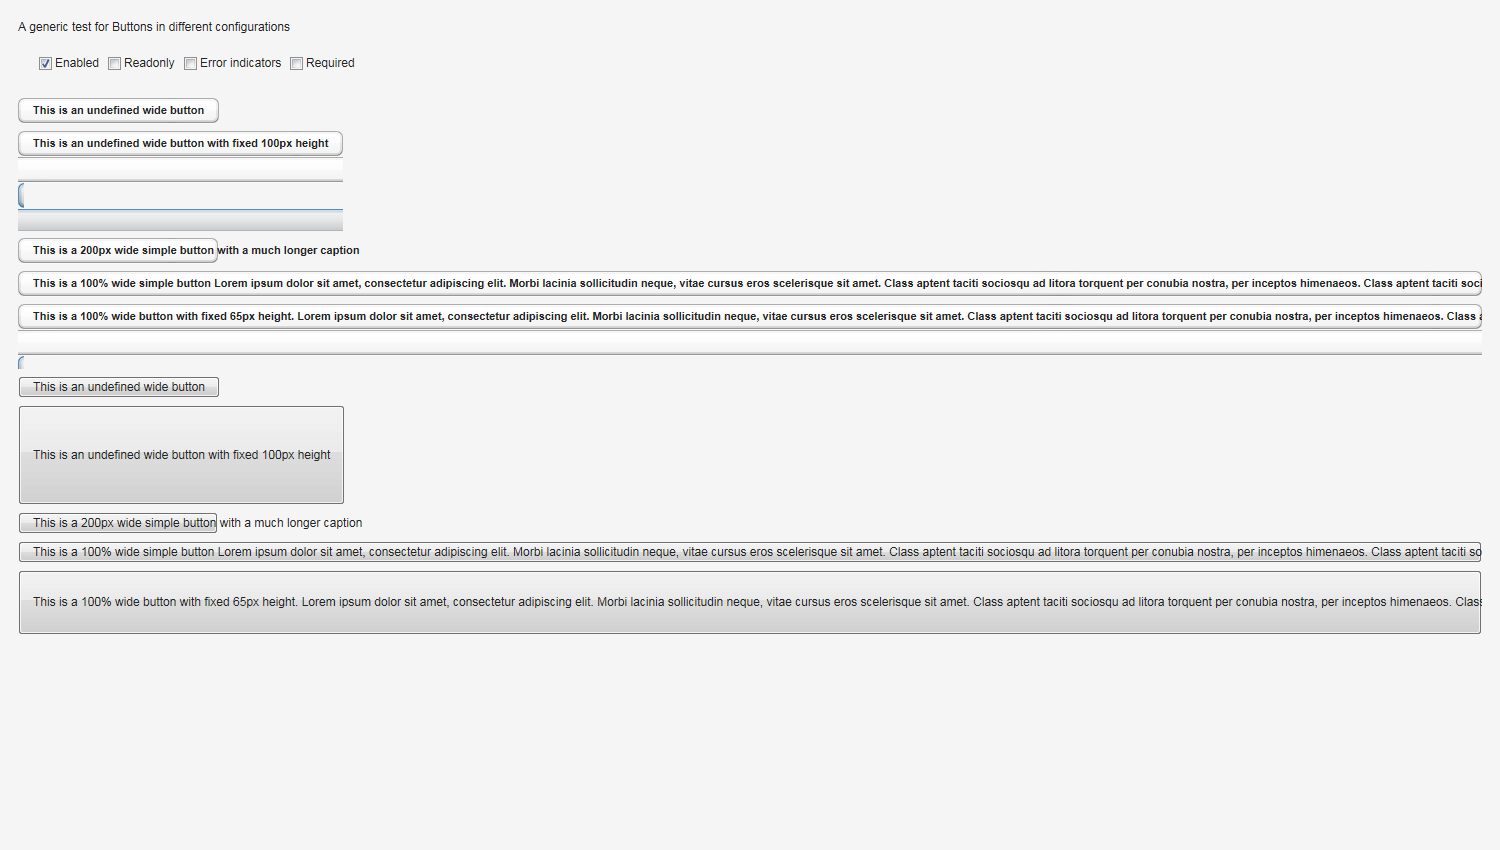 A generic test for Buttons in different configurations
Enabled Readonly Error indicators Required
This is an undefined wide button
This is an undefined wide button with fixed 100px height
This is a 200px wide simple button with a much longer caption
This is a 100% wide simple button Lorem ipsum dolor sit amet, consectetur adipiscing elit. Morbi lacinia sollicitudin neque, vitae cursus eros scelerisque sit amet. Class aptent taciti sociosqu ad litora torquent per conubia nostra, per inceptos himenaeos. Class aptent taciti soci
This is a 100% wide button with fixed 65px height. Lorem ipsum dolor sit amet, consectetur adipiscing elit. Morbi lacinia sollicitudin neque, vitae cursus eros scelerisque sit amet. Class aptent taciti sociosqu ad litora torquent per conubia nostra, per inceptos himenaeos. Class
This is an undefined wide button
This is an undefined wide button with fixed 100px height
This is a 200px wide simple button with a much longer caption
This is a 100% wide simple button Lorem ipsum dolor sit amet, consectetur adipiscing elit. Morbi lacinia sollicitudin neque, vitae cursus eros scelerisque sit amet. Class aptent taciti sociosqu ad litora torquent per conubia nostra, per inceptos himenaeos. Class aptent taciti so
This is a 100% wide button with fixed 65px height. Lorem ipsum dolor sit amet, consectetur adipiscing elit. Morbi lacinia sollicitudin neque, vitae cursus eros scelerisque sit amet. Class aptent taciti sociosqu ad litora torquent per conubia nostra, per inceptos himenaeos. Clas